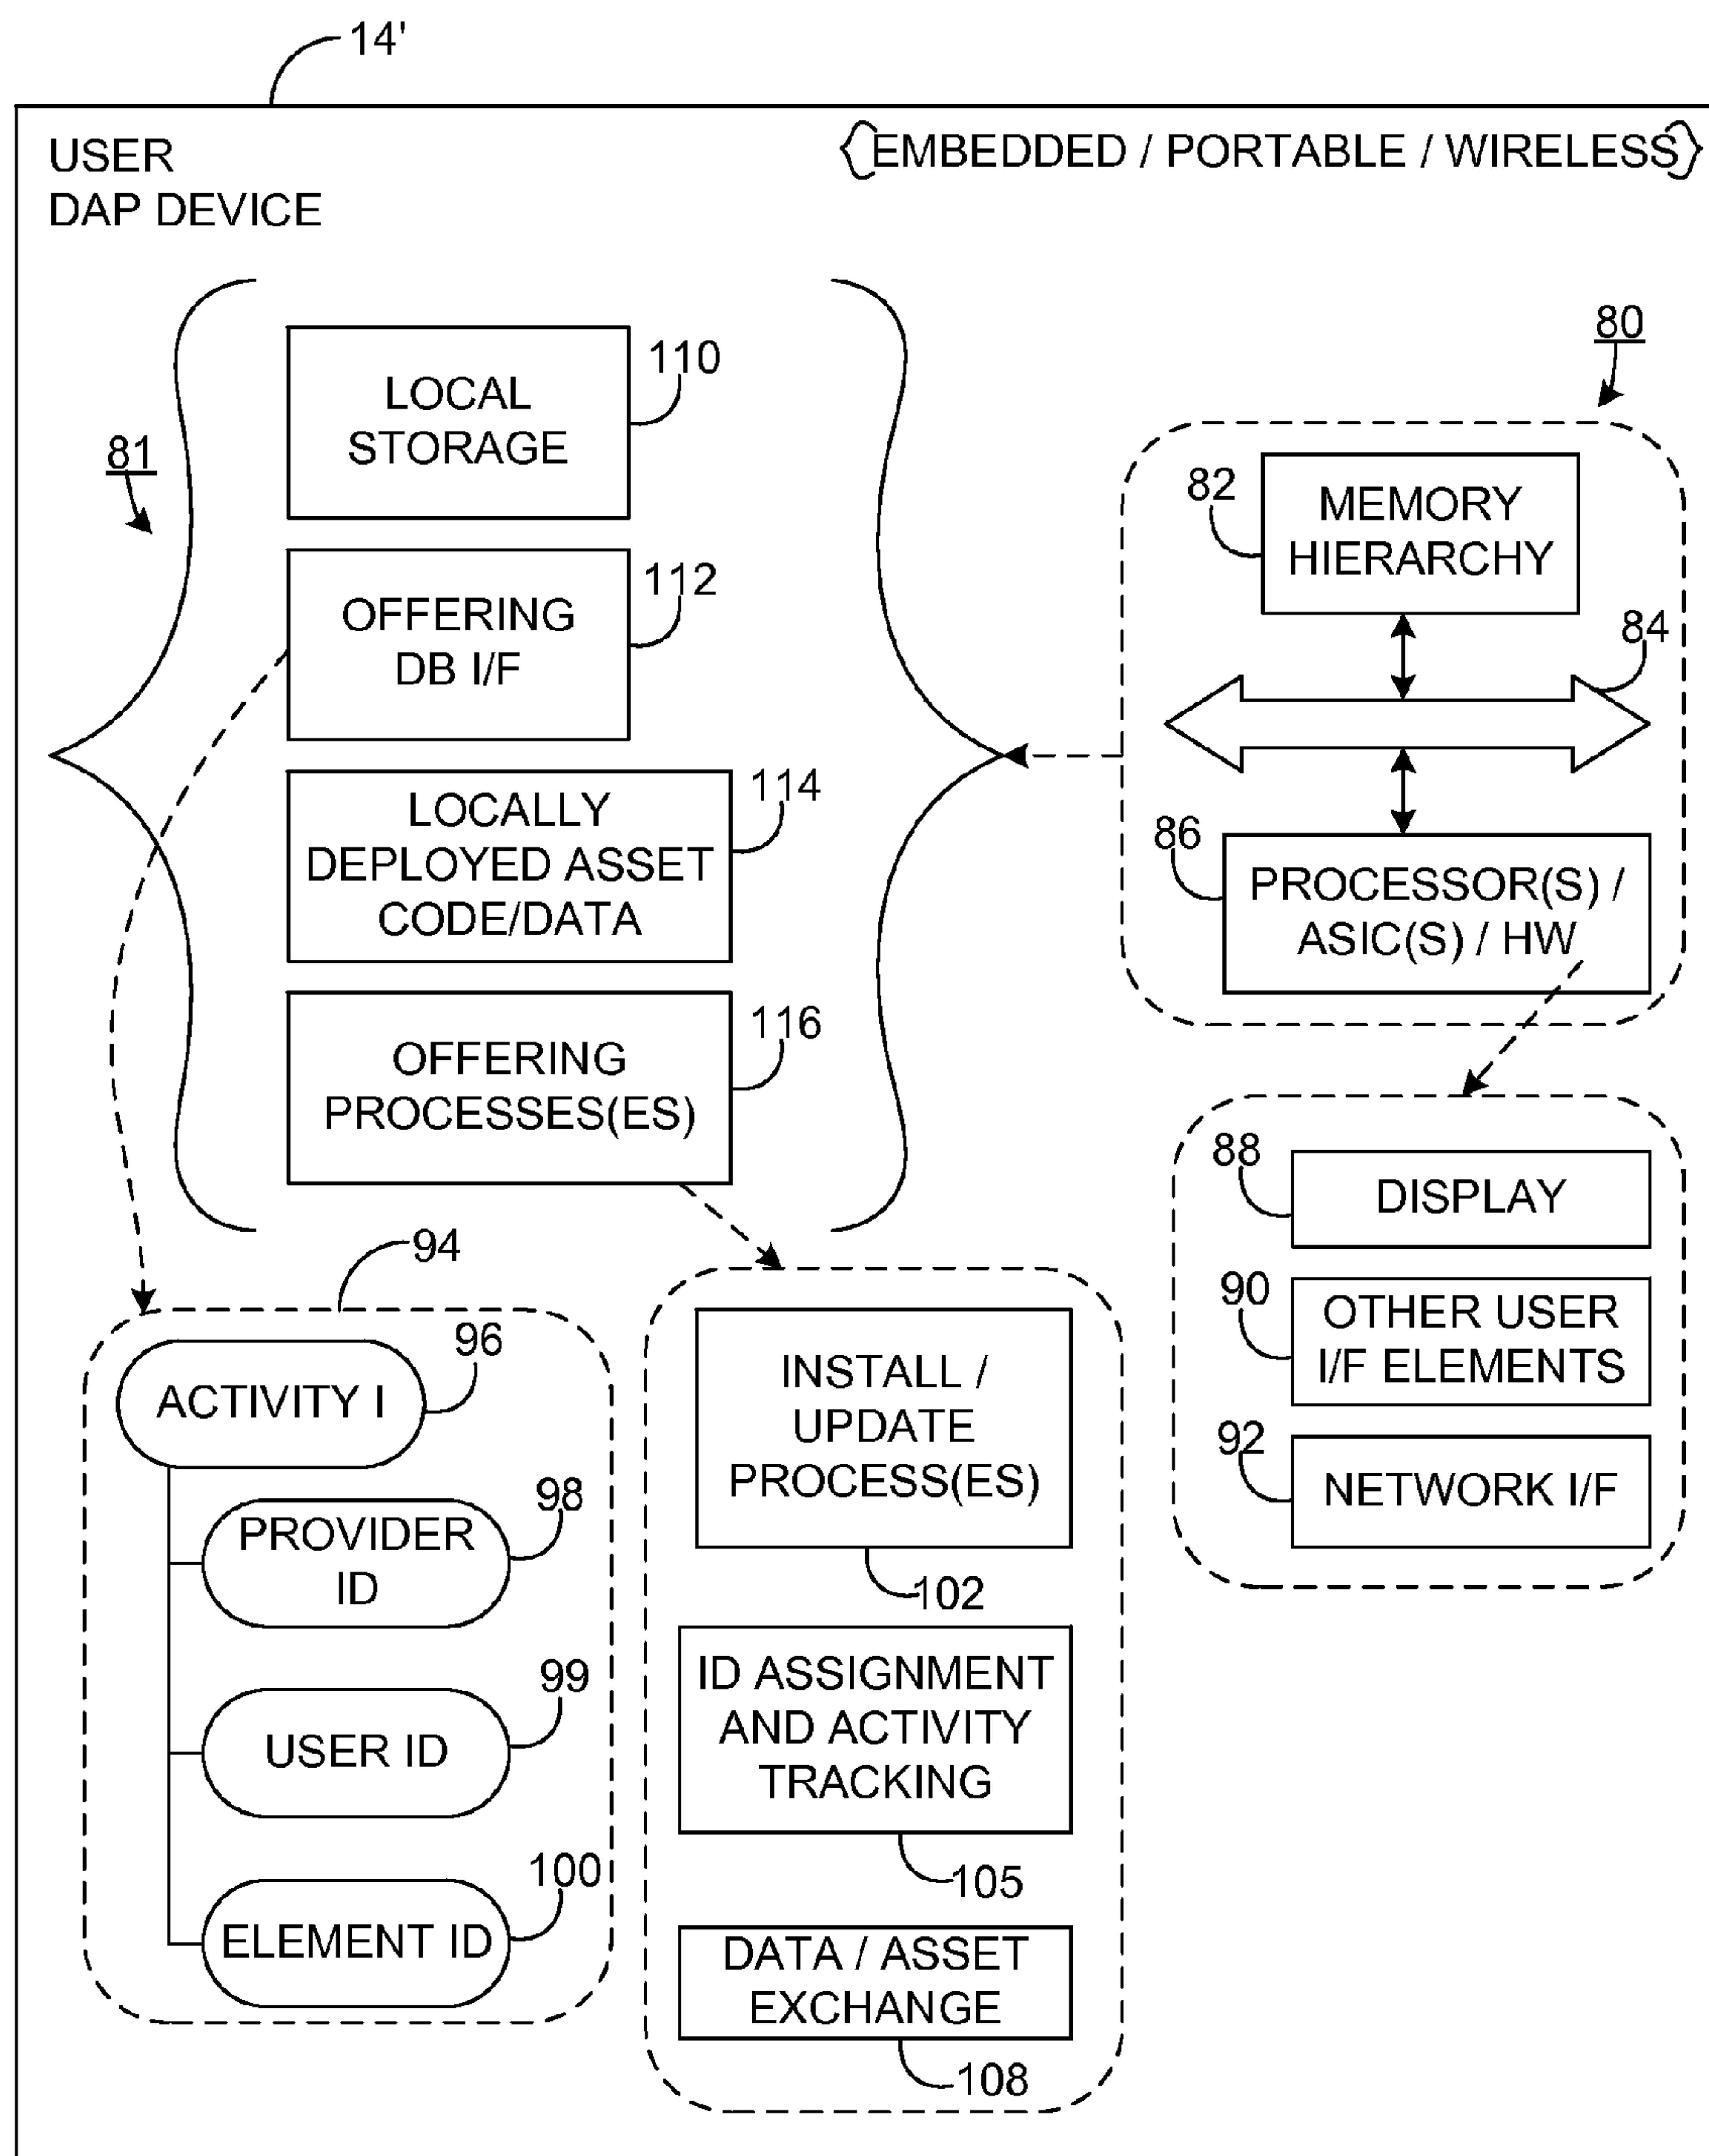 14'
USER
DAP DEVICE
{EMBEDDED / PORTABLE / WIRELESS}
81
LOCAL
STORAGE
110
OFFERING
DB I/F
112
LOCALLY
DEPLOYED ASSET
CODE/DATA
114
OFFERING
PROCESSES(ES)
116
80
82
MEMORY
HIERARCHY
84
86
PROCESSOR(S) /
ASIC(S) / HW
88
DISPLAY
90
OTHER USER
I/F ELEMENTS
92
NETWORK I/F
94
ACTIVITY I
96
PROVIDER
ID
98
USER ID
99
ELEMENT ID
100
INSTALL /
UPDATE
PROCESS(ES)
102
ID ASSIGNMENT
AND ACTIVITY
TRACKING
105
DATA / ASSET
EXCHANGE
108